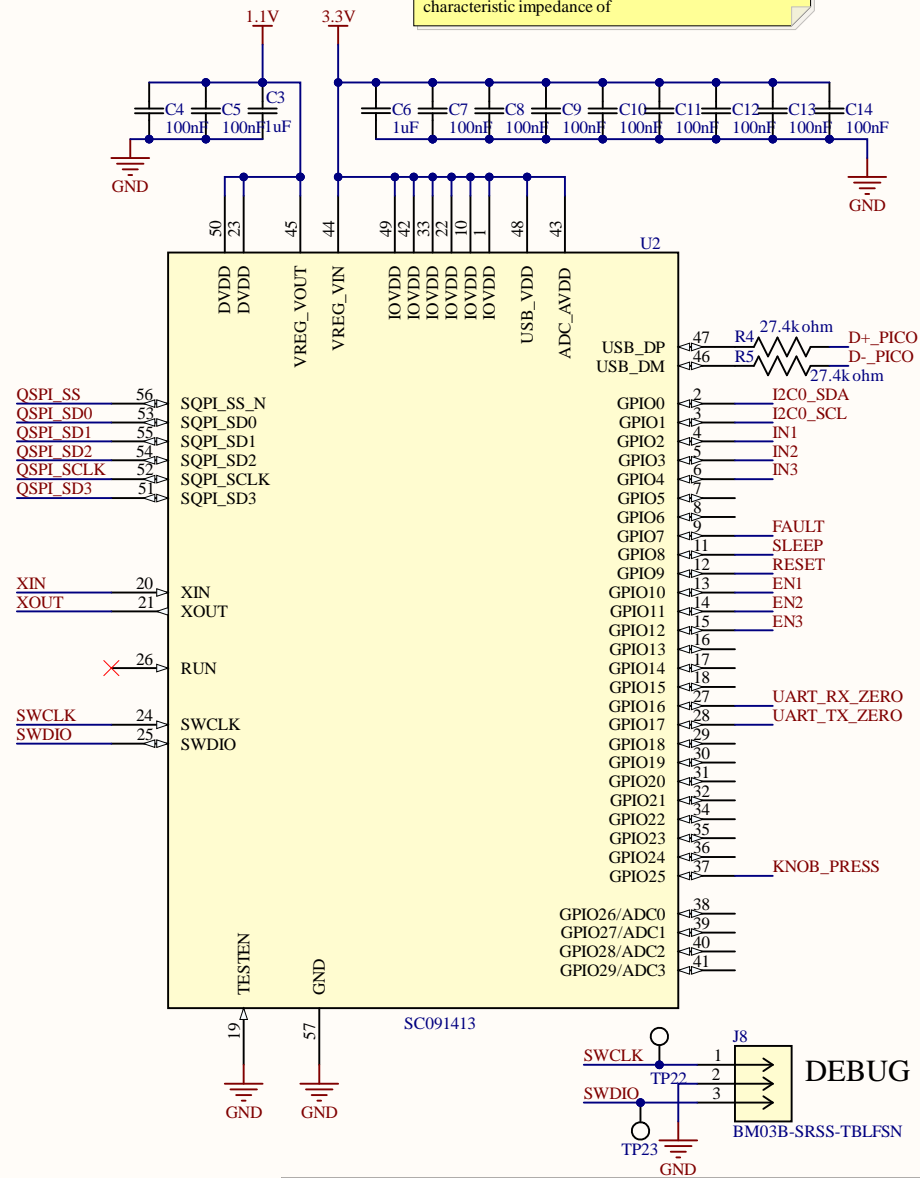 characteristic impedance of
1.1V 3.3V
C4 C5 C3 C6 C7 C8 C9 C10 C11 C12 C13 C14
100nF 100nF 1uF 1uF 100nF 100nF 100nF 100nF 100nF 100nF 100nF 100nF
GND GND
50 23 45 44 49 42 33 22 10 1 48 43
U2
DVDD DVDD VREG_VOUT VREG_VIN IOVDD IOVDD IOVDD IOVDD IOVDD IOVDD USB_VDD ADC_AVDD
USB_DP 47 R4 27.4k ohm D+_PICO
USB_DM 46 R5 27.4k ohm D-_PICO
QSPI_SS 56 SQPI_SS_N
QSPI_SD0 53 SQPI_SD0
QSPI_SD1 55 SQPI_SD1
QSPI_SD2 54 SQPI_SD2
QSPI_SCLK 52 SQPI_SCLK
QSPI_SD3 51 SQPI_SD3
XIN 20 XIN
XOUT 21 XOUT
26 RUN
SWCLK 24 SWCLK
SWDIO 25 SWDIO
GPIO0 2 I2C0_SDA
GPIO1 3 I2C0_SCL
GPIO2 4 IN1
GPIO3 5 IN2
GPIO4 6 IN3
GPIO5 7
GPIO6 8
GPIO7 9 FAULT
GPIO8 11 SLEEP
GPIO9 12 RESET
GPIO10 13 EN1
GPIO11 14 EN2
GPIO12 15 EN3
GPIO13 16
GPIO14 17
GPIO15 18
GPIO16 27 UART_RX_ZERO
GPIO17 28 UART_TX_ZERO
GPIO18 29
GPIO19 30
GPIO20 31
GPIO21 32
GPIO22 34
GPIO23 35
GPIO24 36
GPIO25 37 KNOB_PRESS
GPIO26/ADC0 38
GPIO27/ADC1 39
GPIO28/ADC2 40
GPIO29/ADC3 41
TESTEN GND
19 57
SC091413
GND GND
J8
SWCLK 1
TP22 2
SWDIO 3
DEBUG
TP23
BM03B-SRSS-TBLFSN
GND